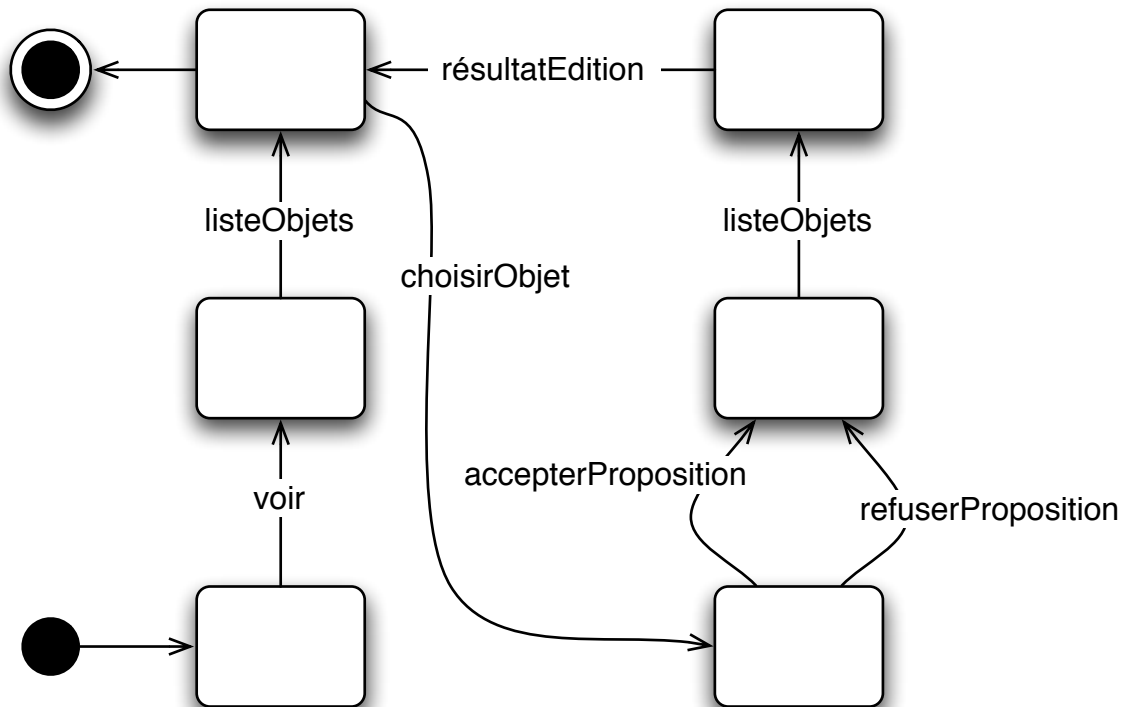 résultatEdition
listeObjets
listeObjets
choisirObjet
accepterProposition
voir
refuserProposition